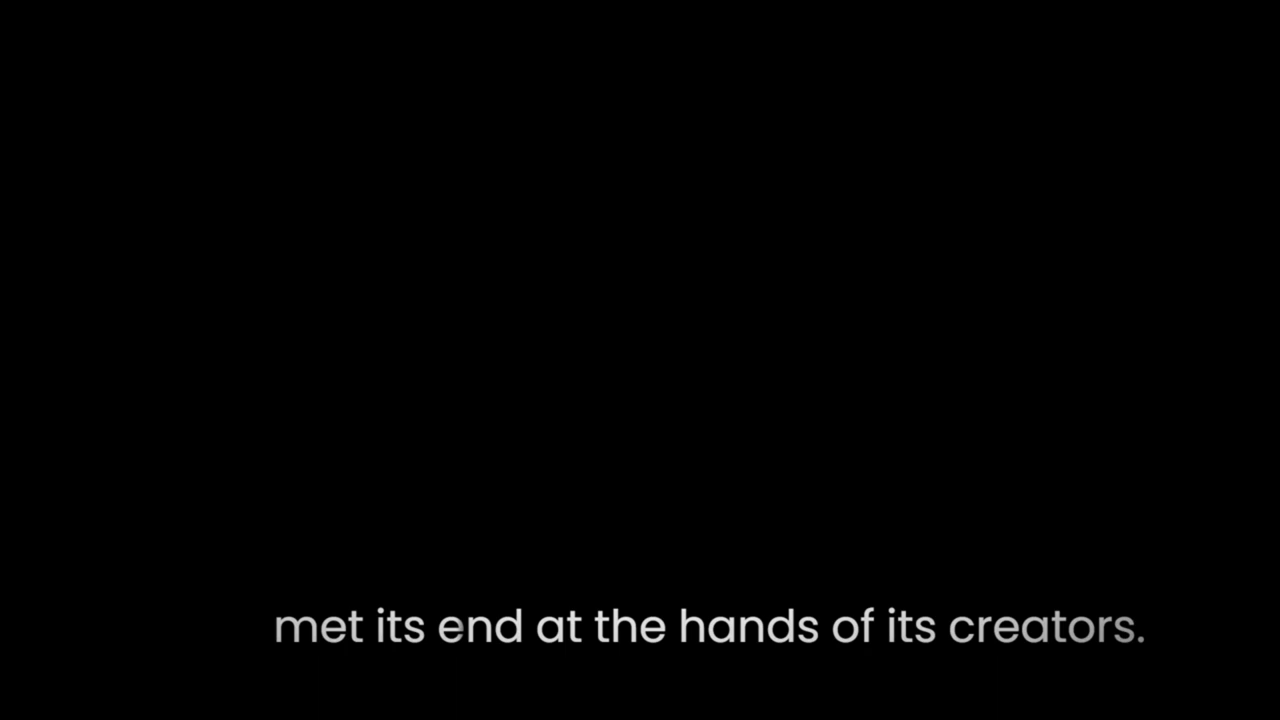 met its end at the hands of its creators.